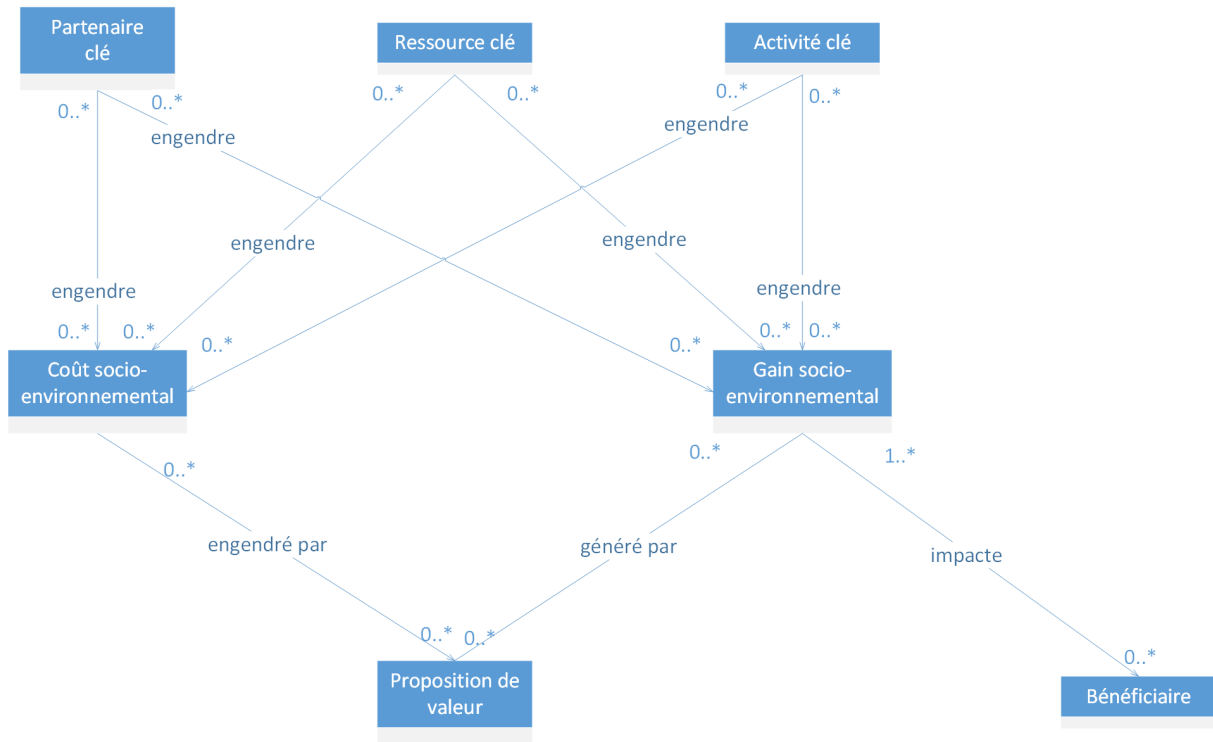 Partenaire
clé
Ressource clé
Activité clé
0..*
0..*
0..*
0..*
0..*
0..*
engendre
engendre
engendre
engendre
engendre
engendre
0..*
0..*
0..*
0..*
0..*
0..*
Coût socio-
environnemental
Gain socio-
environnemental
0..*
0..*
1..*
engendré par
généré par
impacte
0..*
0..*
0..*
Proposition de
valeur
Bénéficiaire